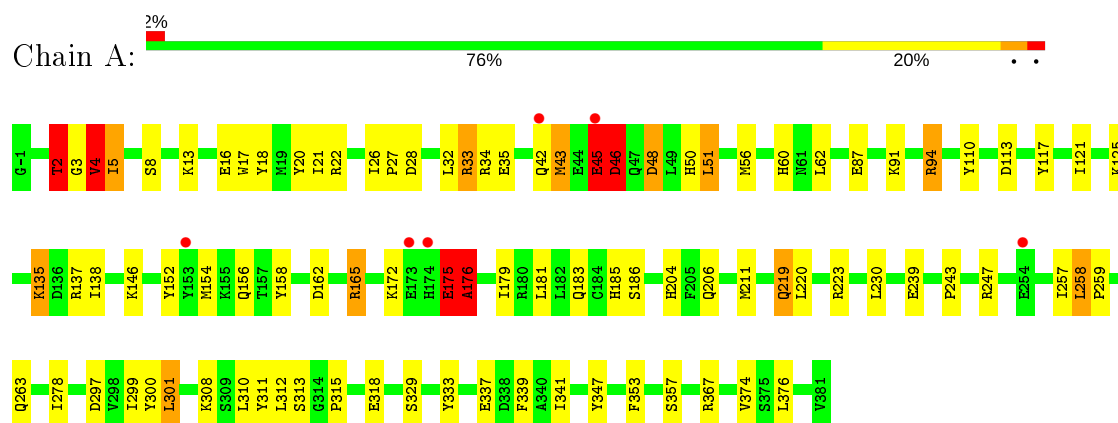 2%
Chain A:
76% 20% • •
G-1 T2 G3 V4 I5 S8 K13 E16 W17 Y18 M19 Y20 I21 R22 I26 P27 D28 L32 R33 R34 E35 Q42 M43 E44 E45 D46 Q47 D48 L49 H50 L51 M56 H60 N61 L62 E87 K91 R94 Y110 D113 Y117 I121 K125
K135 D136 R137 I138 K146 Y152 Y153 M154 K155 Q156 T157 Y158 D162 R165 K172 E173 H174 E175 A176 I179 R180 L181 L182 Q183 C184 H185 S186 H204 F205 Q206 M211 Q219 L220 R223 L230 E239 P243 R247 E254 I257 L258 P259
Q263 I278 D297 V298 I299 Y300 L301 K308 S309 L310 Y311 L312 S313 G314 P315 E318 S329 Y333 E337 D338 F339 A340 I341 Y347 F353 S357 R367 V374 S375 L376 V381